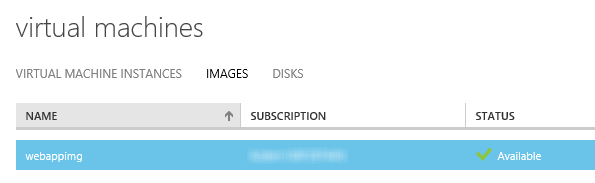 virtual machines
VIRTUAL MACHINE INSTANCES IMAGES DISKS
NAME SUBSCRIPTION STATUS
webappimg Available